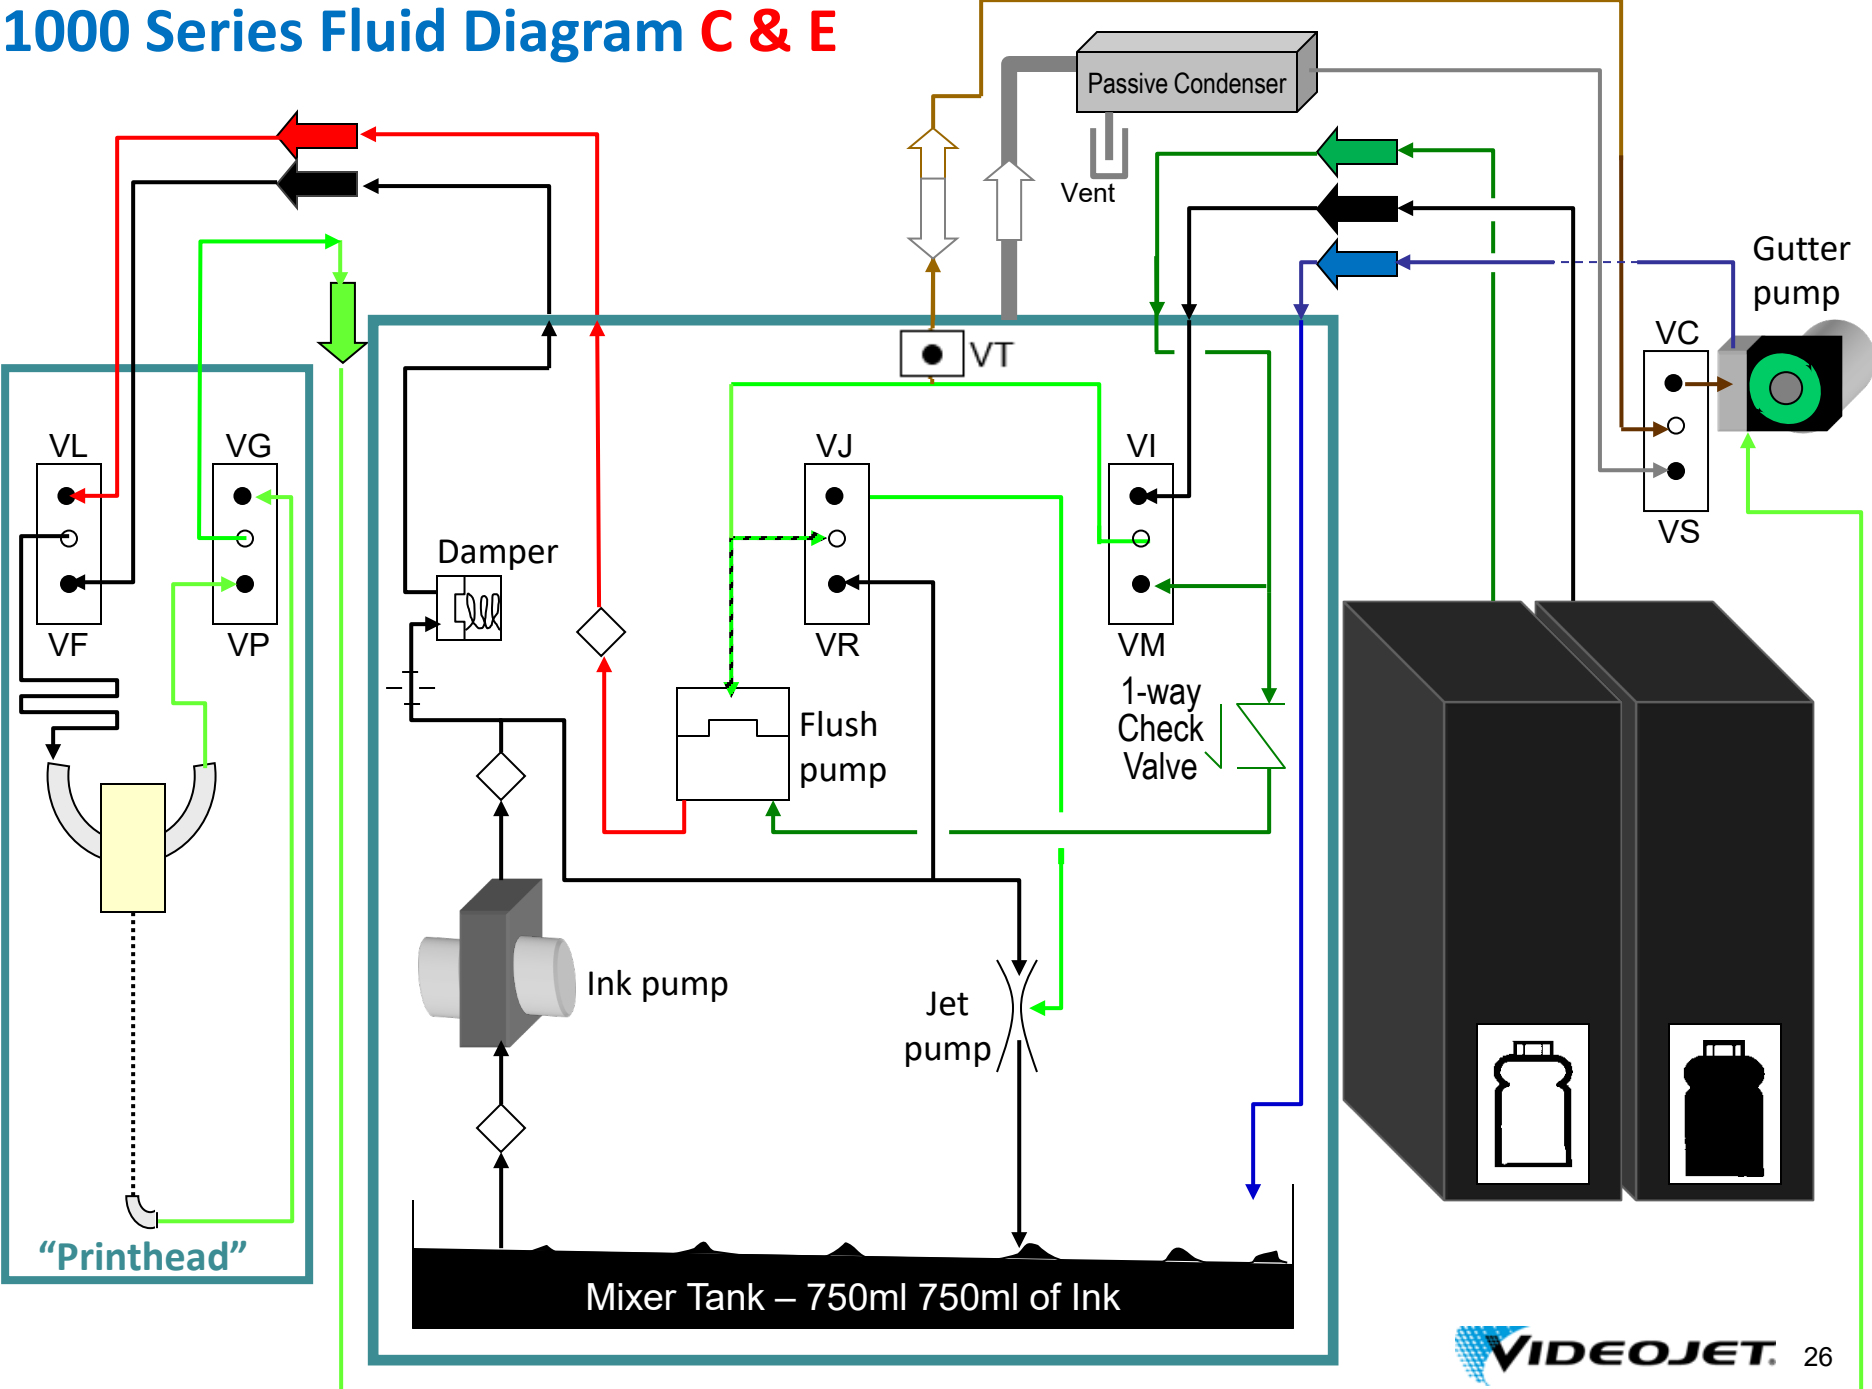 1000 Series Fluid Diagram C & E
Passive Condenser
Vent
Gutter
pump
VC
VS
VT
VL
VF
VG
VP
VJ
VR
VI
VM
Damper
Flush
pump
1-way
Check
Valve
Ink pump
Jet
pump
"Printhead"
Mixer Tank – 750ml 750ml of Ink
VIDEOJET.
26